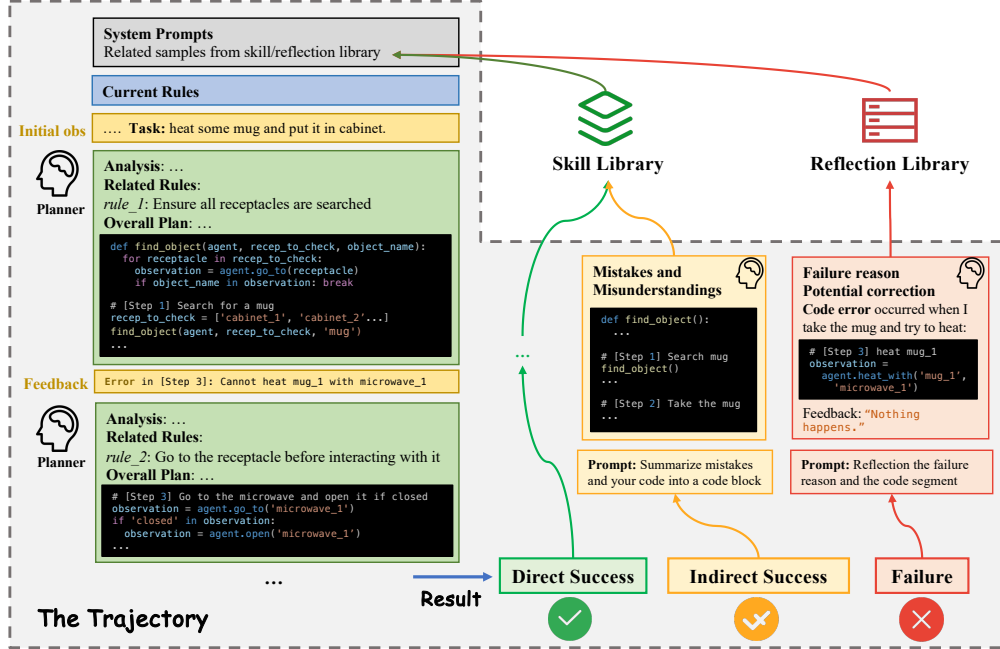 System Prompts
Related samples from skill/reflection library
Current Rules
Initial obs
.... Task: heat some mug and put it in cabinet.
Planner
Analysis: …
Related Rules:
rule_1: Ensure all receptacles are searched
Overall Plan: …
def find_object(agent, recep_to_check, object_name):
for receptacle in recep_to_check:
observation = agent.go_to(receptacle)
if object_name in observation: break
# [Step 1] Search for a mug
recep_to_check = ['cabinet_1', 'cabinet_2'...]
find_object(agent, recep_to_check, 'mug')
...
Feedback
Error in [Step 3]: Cannot heat mug_1 with microwave_1
Planner
Analysis: …
Related Rules:
rule_2: Go to the receptacle before interacting with it
Overall Plan: …
# [Step 3] Go to the microwave and open it if closed
observation = agent.go_to('microwave_1')
if 'closed' in observation:
observation = agent.open('microwave_1')
...
...
The Trajectory
Result
Skill Library
Reflection Library
...
Mistakes and
Misunderstandings
def find_object():
...
# [Step 1] Search mug
find_object()
...
# [Step 2] Take the mug
...
Prompt: Summarize mistakes
and your code into a code block
Failure reason
Potential correction
Code error occurred when I
take the mug and try to heat:
# [Step 3] heat mug_1
observation =
agent.heat_with('mug_1',
'microwave_1')
Feedback: “Nothing
happens.”
Prompt: Reflection the failure
reason and the code segment
Direct Success
Indirect Success
Failure